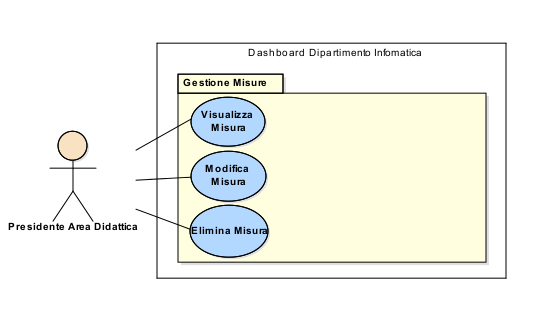 Dashboard Dipartimento Infomatica
Gestione Misure
Visualizza
Misura
Modifica
Misura
Elimina Misura
Presidente Area Didattica